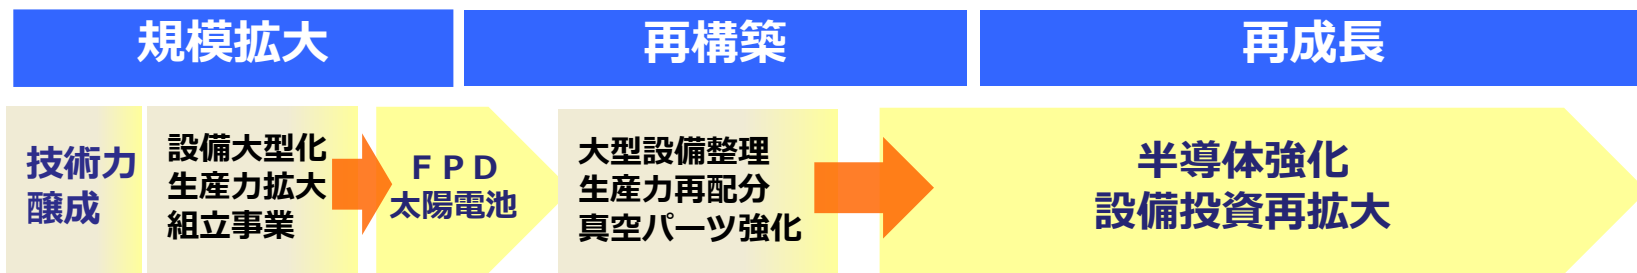 規模拡大
再構築
再成長
技術力
醸成
設備大型化
生産力拡大
組立事業
ＦＰＤ
太陽電池
大型設備整理
生産力再配分
真空パーツ強化
半導体強化
設備投資再拡大